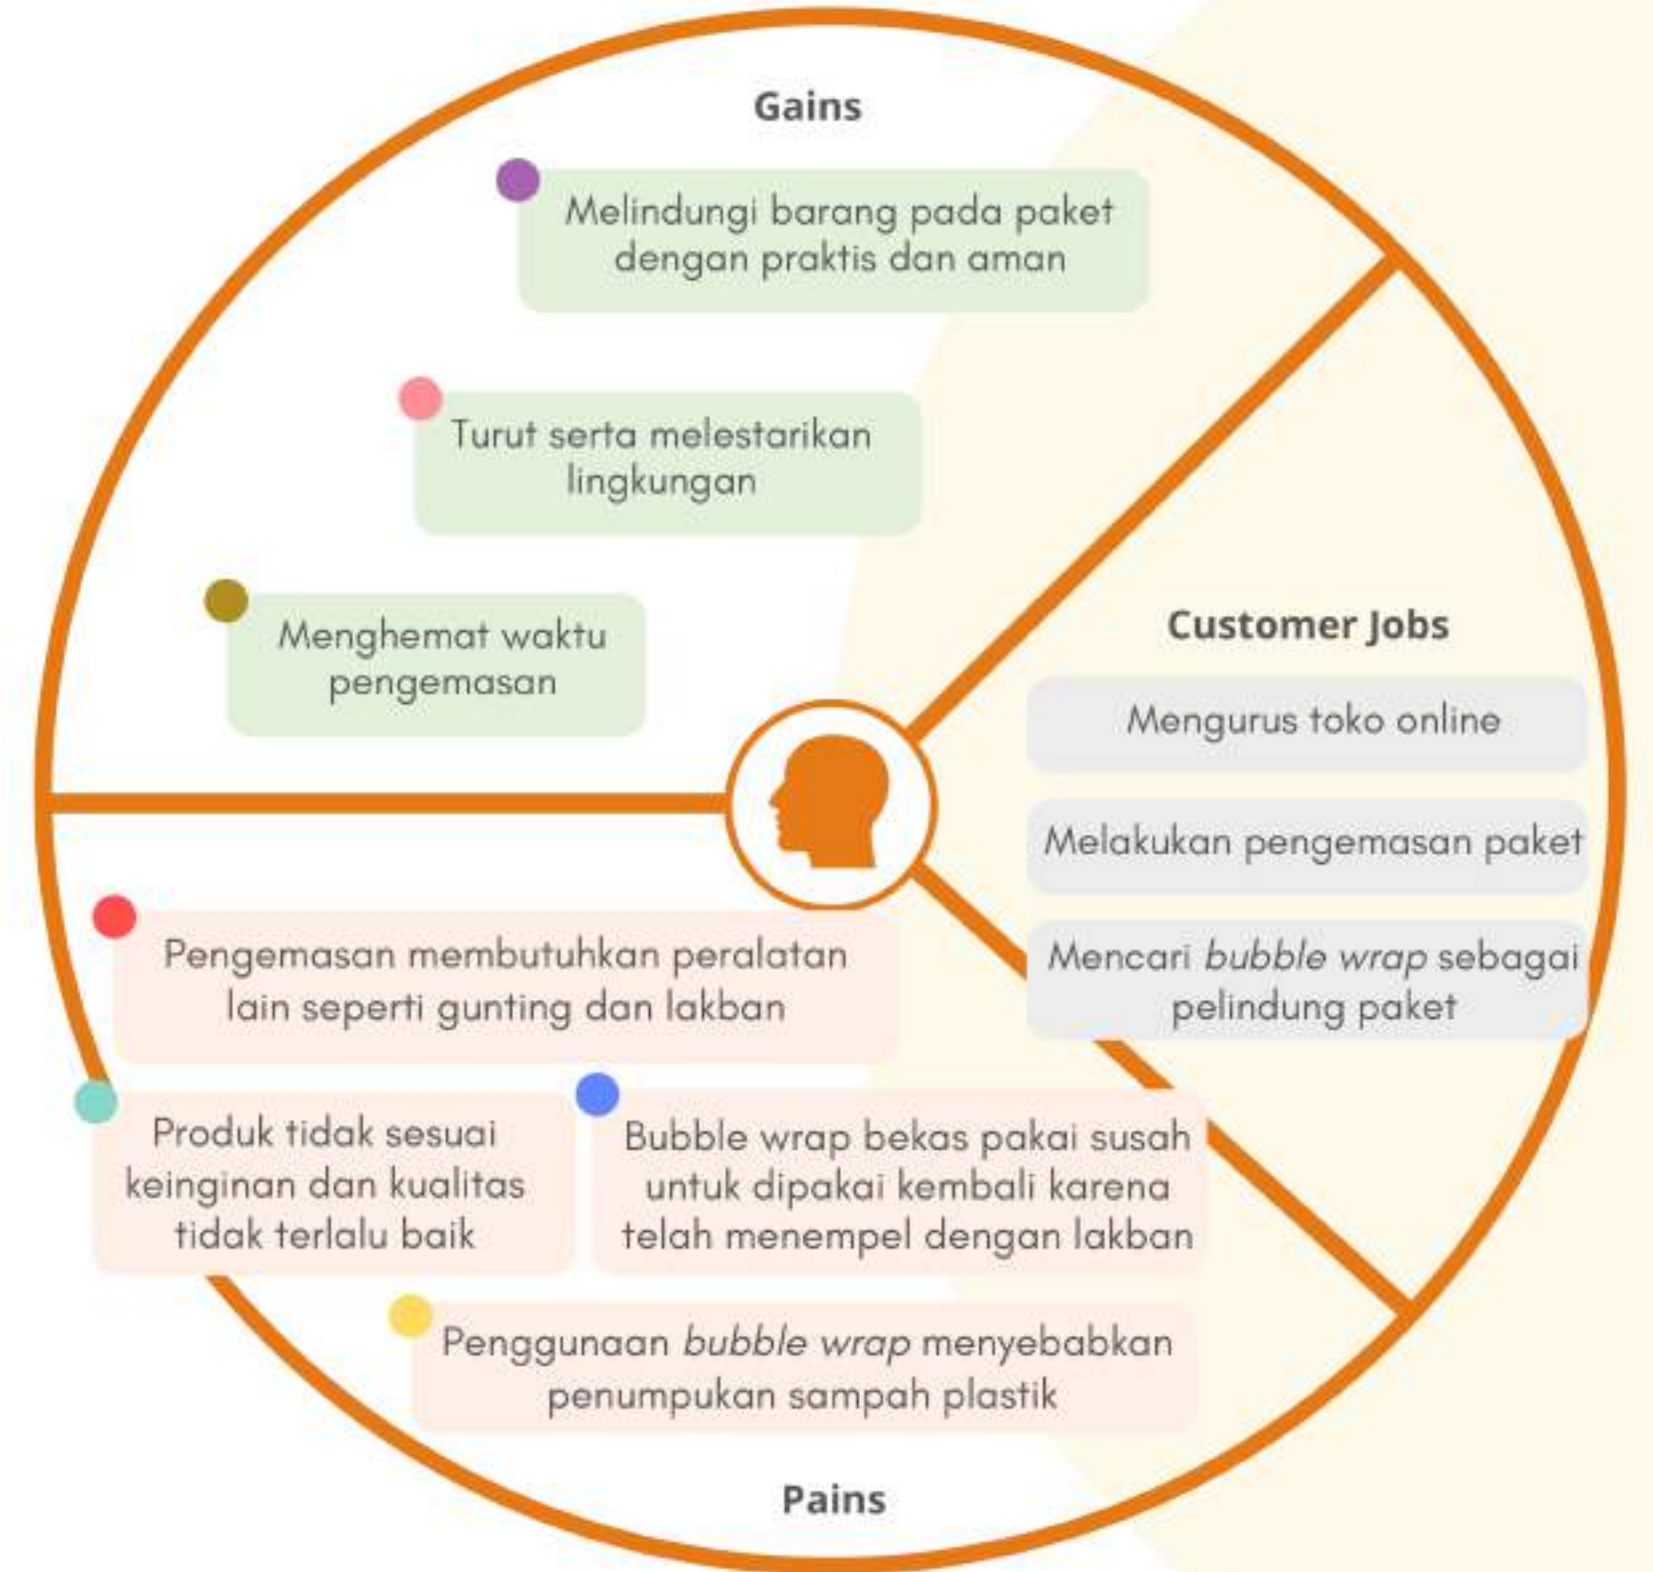 Gains
Melindungi barang pada paket
dengan praktis dan aman
Turut serta melestarikan
lingkungan
Menghemat waktu
pengemasan
Customer Jobs
Mengurus toko online
Melakukan pengemasan paket
Mencari bubble wrap sebagai
pelindung paket
Pengemasan membutuhkan peralatan
lain seperti gunting dan lakban
Produk tidak sesuai
keinginan dan kualitas
tidak terlalu baik
Bubble wrap bekas pakai susah
untuk dipakai kembali karena
telah menempel dengan lakban
Penggunaan bubble wrap menyebabkan
penumpukan sampah plastik
Pains